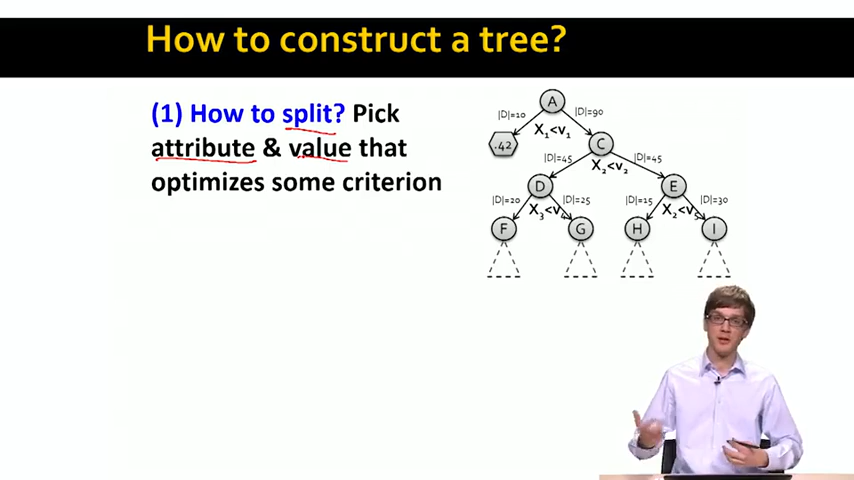 How to construct a tree?
(1) How to split? Pick
attribute & value that
optimizes some criterion
A
|D|=10
|D|=90
X₁<v₁
.42
C
|D|=45
|D|=45
X₂<v₂
D
E
|D|=20
|D|=25
|D|=15
|D|=30
X₃<v₄
X₂<v₅
F
G
H
I